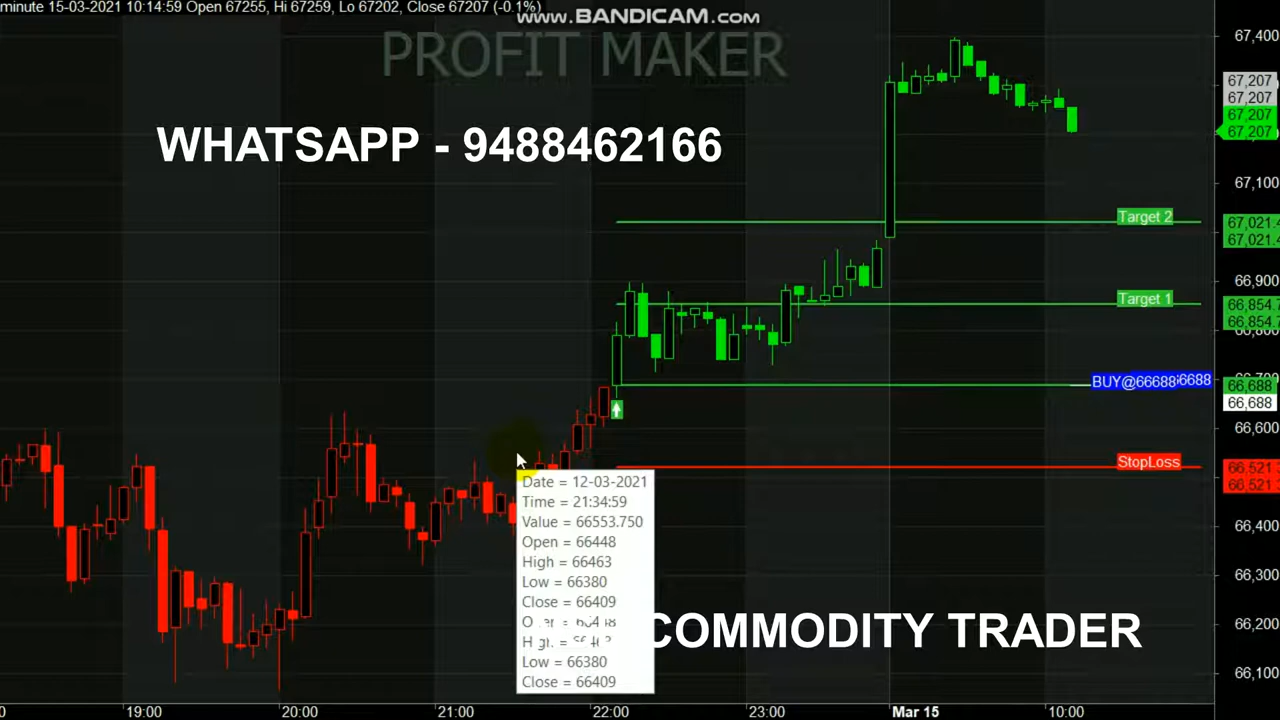 minute 15-03-2021 10:14:59 Open 67255, Hi 67259, Lo 67202, Close 67207 (-0.1%)
www.BANDICAM.com
PROFIT MAKER
67,400
67,207
67,207
67,207
67,207
WHATSAPP - 9488462166
67,100
Target 2
67,021.4
67,021.4
66,900
Target 1
66,854.
66,854.
66,800
BUY@66688
6688
66,688
66,688
66,600
StopLoss
66,521.
66,521.
Date = 12-03-2021
Time = 21:34:59
Value = 66553.750
Open = 66448
High = 66463
Low = 66380
Close = 66409
Low = 66380
Close = 66409
66,400
66,300
66,200
66,100
COMMODITY TRADER
19:00 20:00 21:00 22:00 23:00 Mar 15 10:00